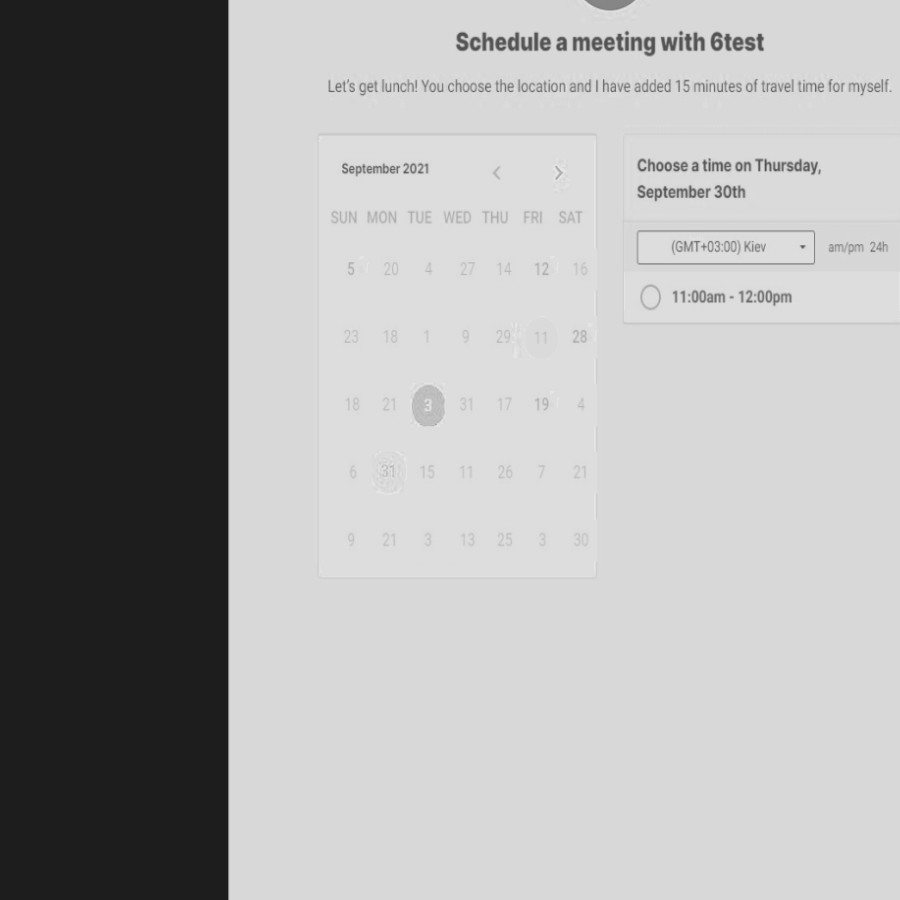 Schedule a meeting with 6test
Let's get lunch! You choose the location and I have added 15 minutes of travel time for myself.
September 2021
SUN MON TUE WED THU FRI SAT
5 20 4 27 14 12 16
23 18 1 9 29 11 28
18 21 3 31 17 19 4
6 31 15 11 26 7 21
9 21 3 13 25 3 30
Choose a time on Thursday,
September 30th
(GMT+03:00) Kiev am/pm 24h
11:00am - 12:00pm